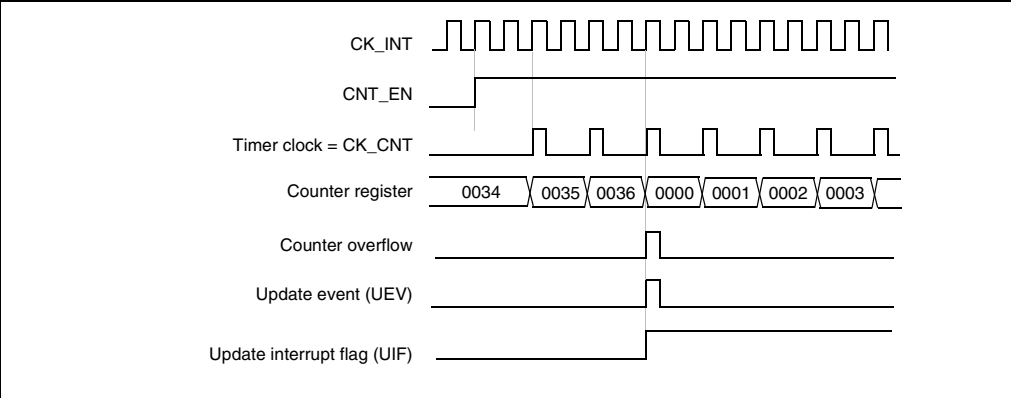 CK_INT
CNT_EN
Timer clock = CK_CNT
Counter register 0034 0035 0036 0000 0001 0002 0003
Counter overflow
Update event (UEV)
Update interrupt flag (UIF)